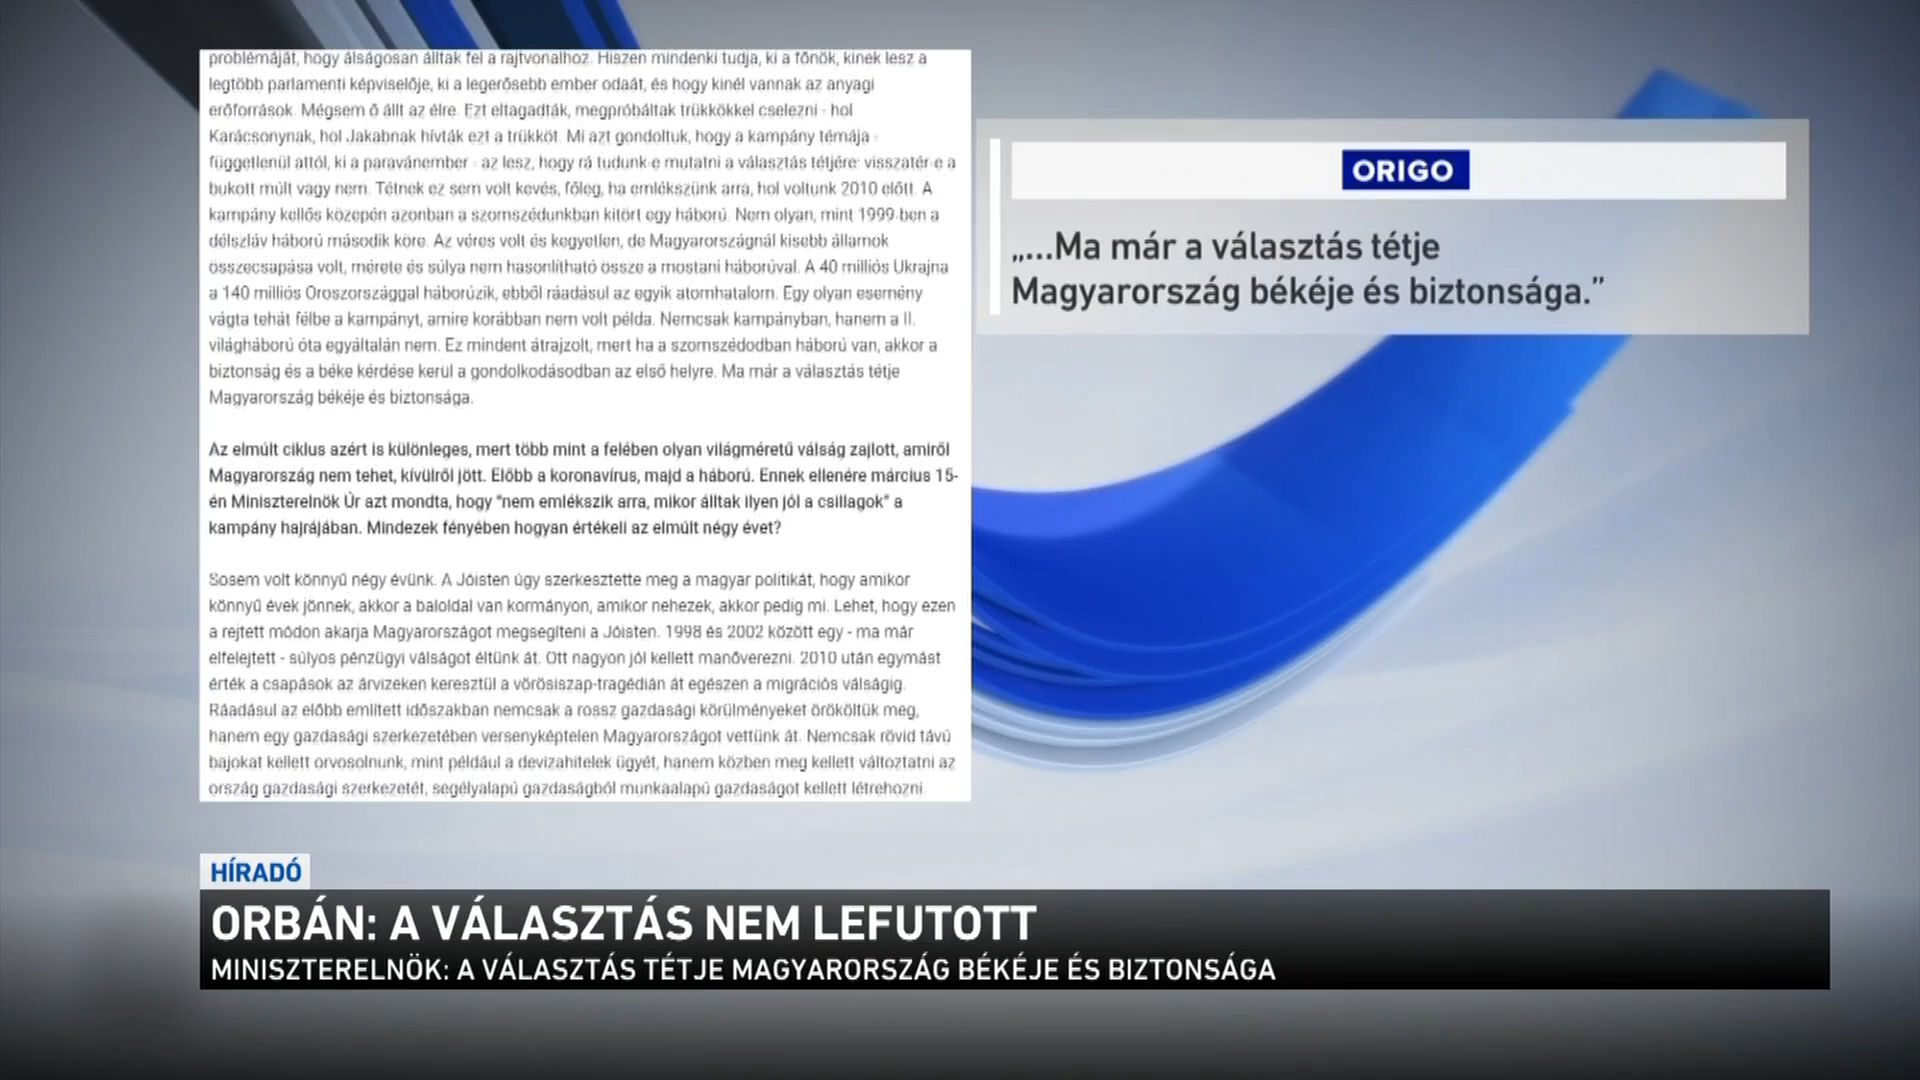 problémáját, hogy álságosan álltak fel a rajtvonalhoz. Hiszen mindenki tudja, ki a főnök, kinek lesz a
legtöbb parlamenti képviselője, ki a legerősebb ember odaát, és hogy kinél vannak az anyagi
erőforrások. Mégsem ő állt az élre. Ezt eltagadták, megpróbáltak trükkökkel cselezni - hol
Karácsonynak, hol Jakabnak hívták ezt a trükköt. Mi azt gondoltuk, hogy a kampány témája -
függetlenül attól, ki a paravánember - az lesz, hogy rá tudunk-e mutatni a választás tétjére: visszatér-e a
bukott múlt vagy nem. Tétnek ez sem volt kevés, főleg, ha emlékszünk arra, hol voltunk 2010 előtt. A
kampány kellős közepén azonban a szomszédunkban kitört egy háború. Nem olyan, mint 1999-ben a
délszláv háború második köre. Az véres volt és kegyetlen, de Magyarországnál kisebb államok
összecsapása volt, mérete és súlya nem hasonlítható össze a mostani háborúval. A 40 milliós Ukrajna
a 140 milliós Oroszországgal háborúzik, ebből ráadásul az egyik atomhatalom. Egy olyan esemény
vágta tehát félbe a kampányt, amire korábban nem volt példa. Nemcsak kampányban, hanem a II.
világháború óta egyáltalán nem. Ez mindent átrajzolt, mert ha a szomszédodban háború van, akkor a
biztonság és a béke kérdése kerül a gondolkodásodban az első helyre. Ma már a választás tétje
Magyarország békéje és biztonsága.
Az elmúlt ciklus azért is különleges, mert több mint a felében olyan világméretű válság zajlott, amiről
Magyarország nem tehet, kívülről jött. Előbb a koronavírus, majd a háború. Ennek ellenére március 15-
én Miniszterelnök Úr azt mondta, hogy "nem emlékszik arra, mikor álltak ilyen jól a csillagok" a
kampány hajrájában. Mindezek fényében hogyan értékeli az elmúlt négy évet?
Sosem volt könnyű négy évünk. A Jóisten úgy szerkesztette meg a magyar politikát, hogy amikor
könnyű évek jönnek, akkor a baloldal van kormányon, amikor nehezek, akkor pedig mi. Lehet, hogy ezen
a rejtett módon akarja Magyarországot megsegíteni a Jóisten. 1998 és 2002 között egy - ma már
elfelejtett - súlyos pénzügyi válságot éltünk át. Ott nagyon jól kellett manőverezni. 2010 után egymást
érték a csapások az árvizeken keresztül a vörösiszap-tragédián át egészen a migrációs válságig.
Ráadásul az előbb említett időszakban nemcsak a rossz gazdasági körülményeket örököltük meg,
hanem egy gazdasági szerkezetében versenyképtelen Magyarországot vettünk át. Nemcsak rövid távú
bajokat kellett orvosolnunk, mint például a devizahitelek ügyét, hanem közben meg kellett változtatni az
ország gazdasági szerkezetét, segélyalapú gazdaságból munkaalapú gazdaságot kellett létrehozni.
ORIGO
„...Ma már a választás tétje
Magyarország békéje és biztonsága.”
HÍRADÓ
ORBÁN: A VÁLASZTÁS NEM LEFUTOTT
MINISZTERELNÖK: A VÁLASZTÁS TÉTJE MAGYARORSZÁG BÉKÉJE ÉS BIZTONSÁGA